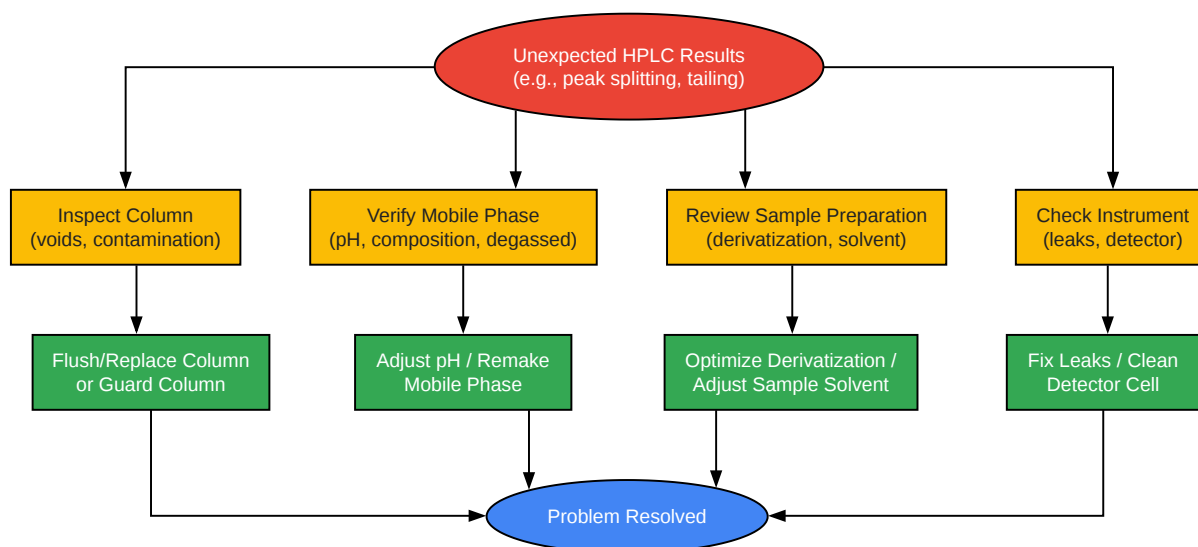 Unexpected HPLC Results
(e.g., peak splitting, tailing)
Inspect Column
(voids, contamination)
Verify Mobile Phase
(pH, composition, degassed)
Review Sample Preparation
(derivatization, solvent)
Check Instrument
(leaks, detector)
Flush/Replace Column
or Guard Column
Adjust pH / Remake
Mobile Phase
Optimize Derivatization /
Adjust Sample Solvent
Fix Leaks / Clean
Detector Cell
Problem Resolved